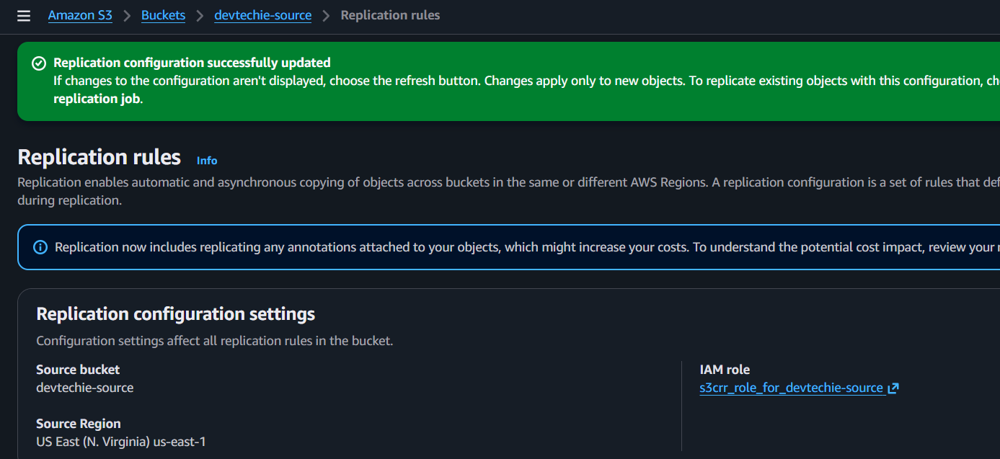 Amazon S3 > Buckets > devtechie-source > Replication rules
Replication configuration successfully updated
If changes to the configuration aren't displayed, choose the refresh button. Changes apply only to new objects. To replicate existing objects with this configuration, ch
replication job.
Replication rules Info
Replication enables automatic and asynchronous copying of objects across buckets in the same or different AWS Regions. A replication configuration is a set of rules that def
during replication.
Replication now includes replicating any annotations attached to your objects, which might increase your costs. To understand the potential cost impact, review your r
Replication configuration settings
Configuration settings affect all replication rules in the bucket.
Source bucket
devtechie-source
Source Region
US East (N. Virginia) us-east-1
IAM role
s3crr_role_for_devtechie-source